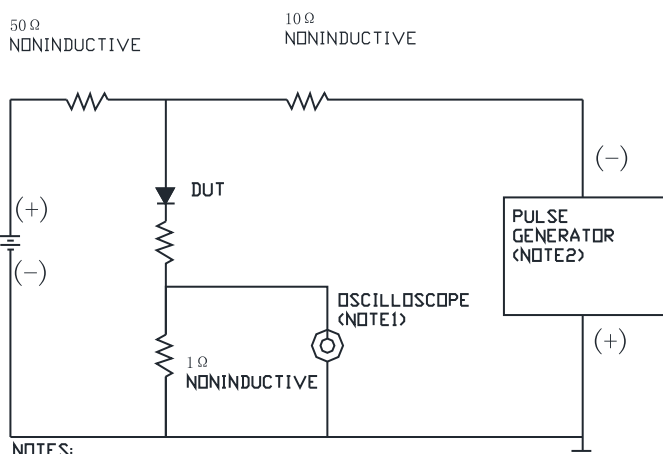 50 Ω
NONINDUCTIVE
10 Ω
NONINDUCTIVE
DUT
(+)
(−)
(−)
PULSE
GENERATOR
(NOTE2)
(+)
OSCILLOSCOPE
(NOTE1)
1 Ω
NONINDUCTIVE
NOTES: